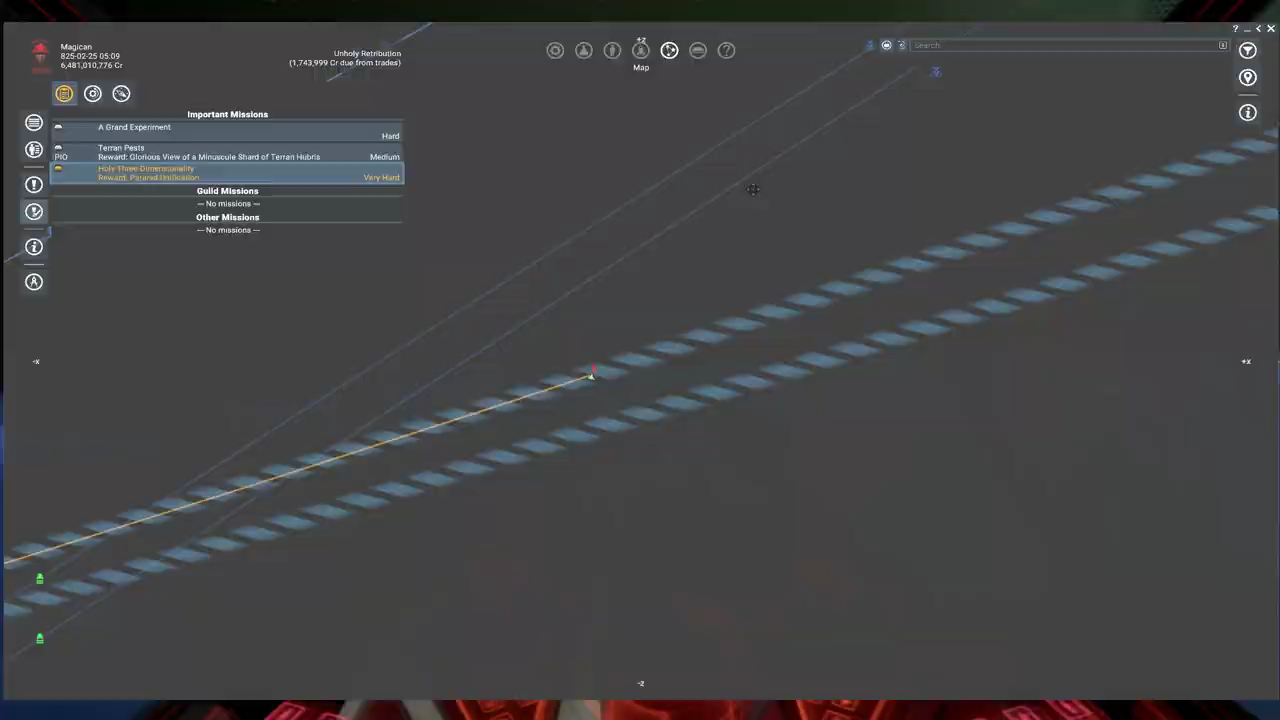 Magican
825-02-25 05:09
6,481,010,776 Cr
Unholy Retribution
(1,743,999 Cr due from trades)
+Z
Map
Search
Important Missions
A Grand Experiment
Hard
Terran Pests
PIO Reward: Glorious View of a Minuscule Shard of Terran Hubris Medium
Holy Three Dimensionality
Reward: Paranid Unification Very Hard
Guild Missions
— No missions —
Other Missions
— No missions —
-X
+X
-Z